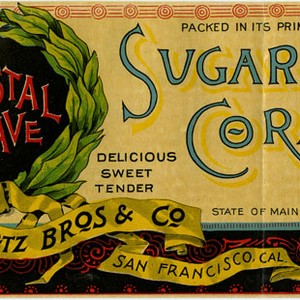 STAL
AVE
PACKED IN ITS PRIM
SUGAR
COR
DELICIOUS
SWEET
TENDER
STATE OF MAIN
TZ BROS & CO
SAN FRANCISCO, CAL